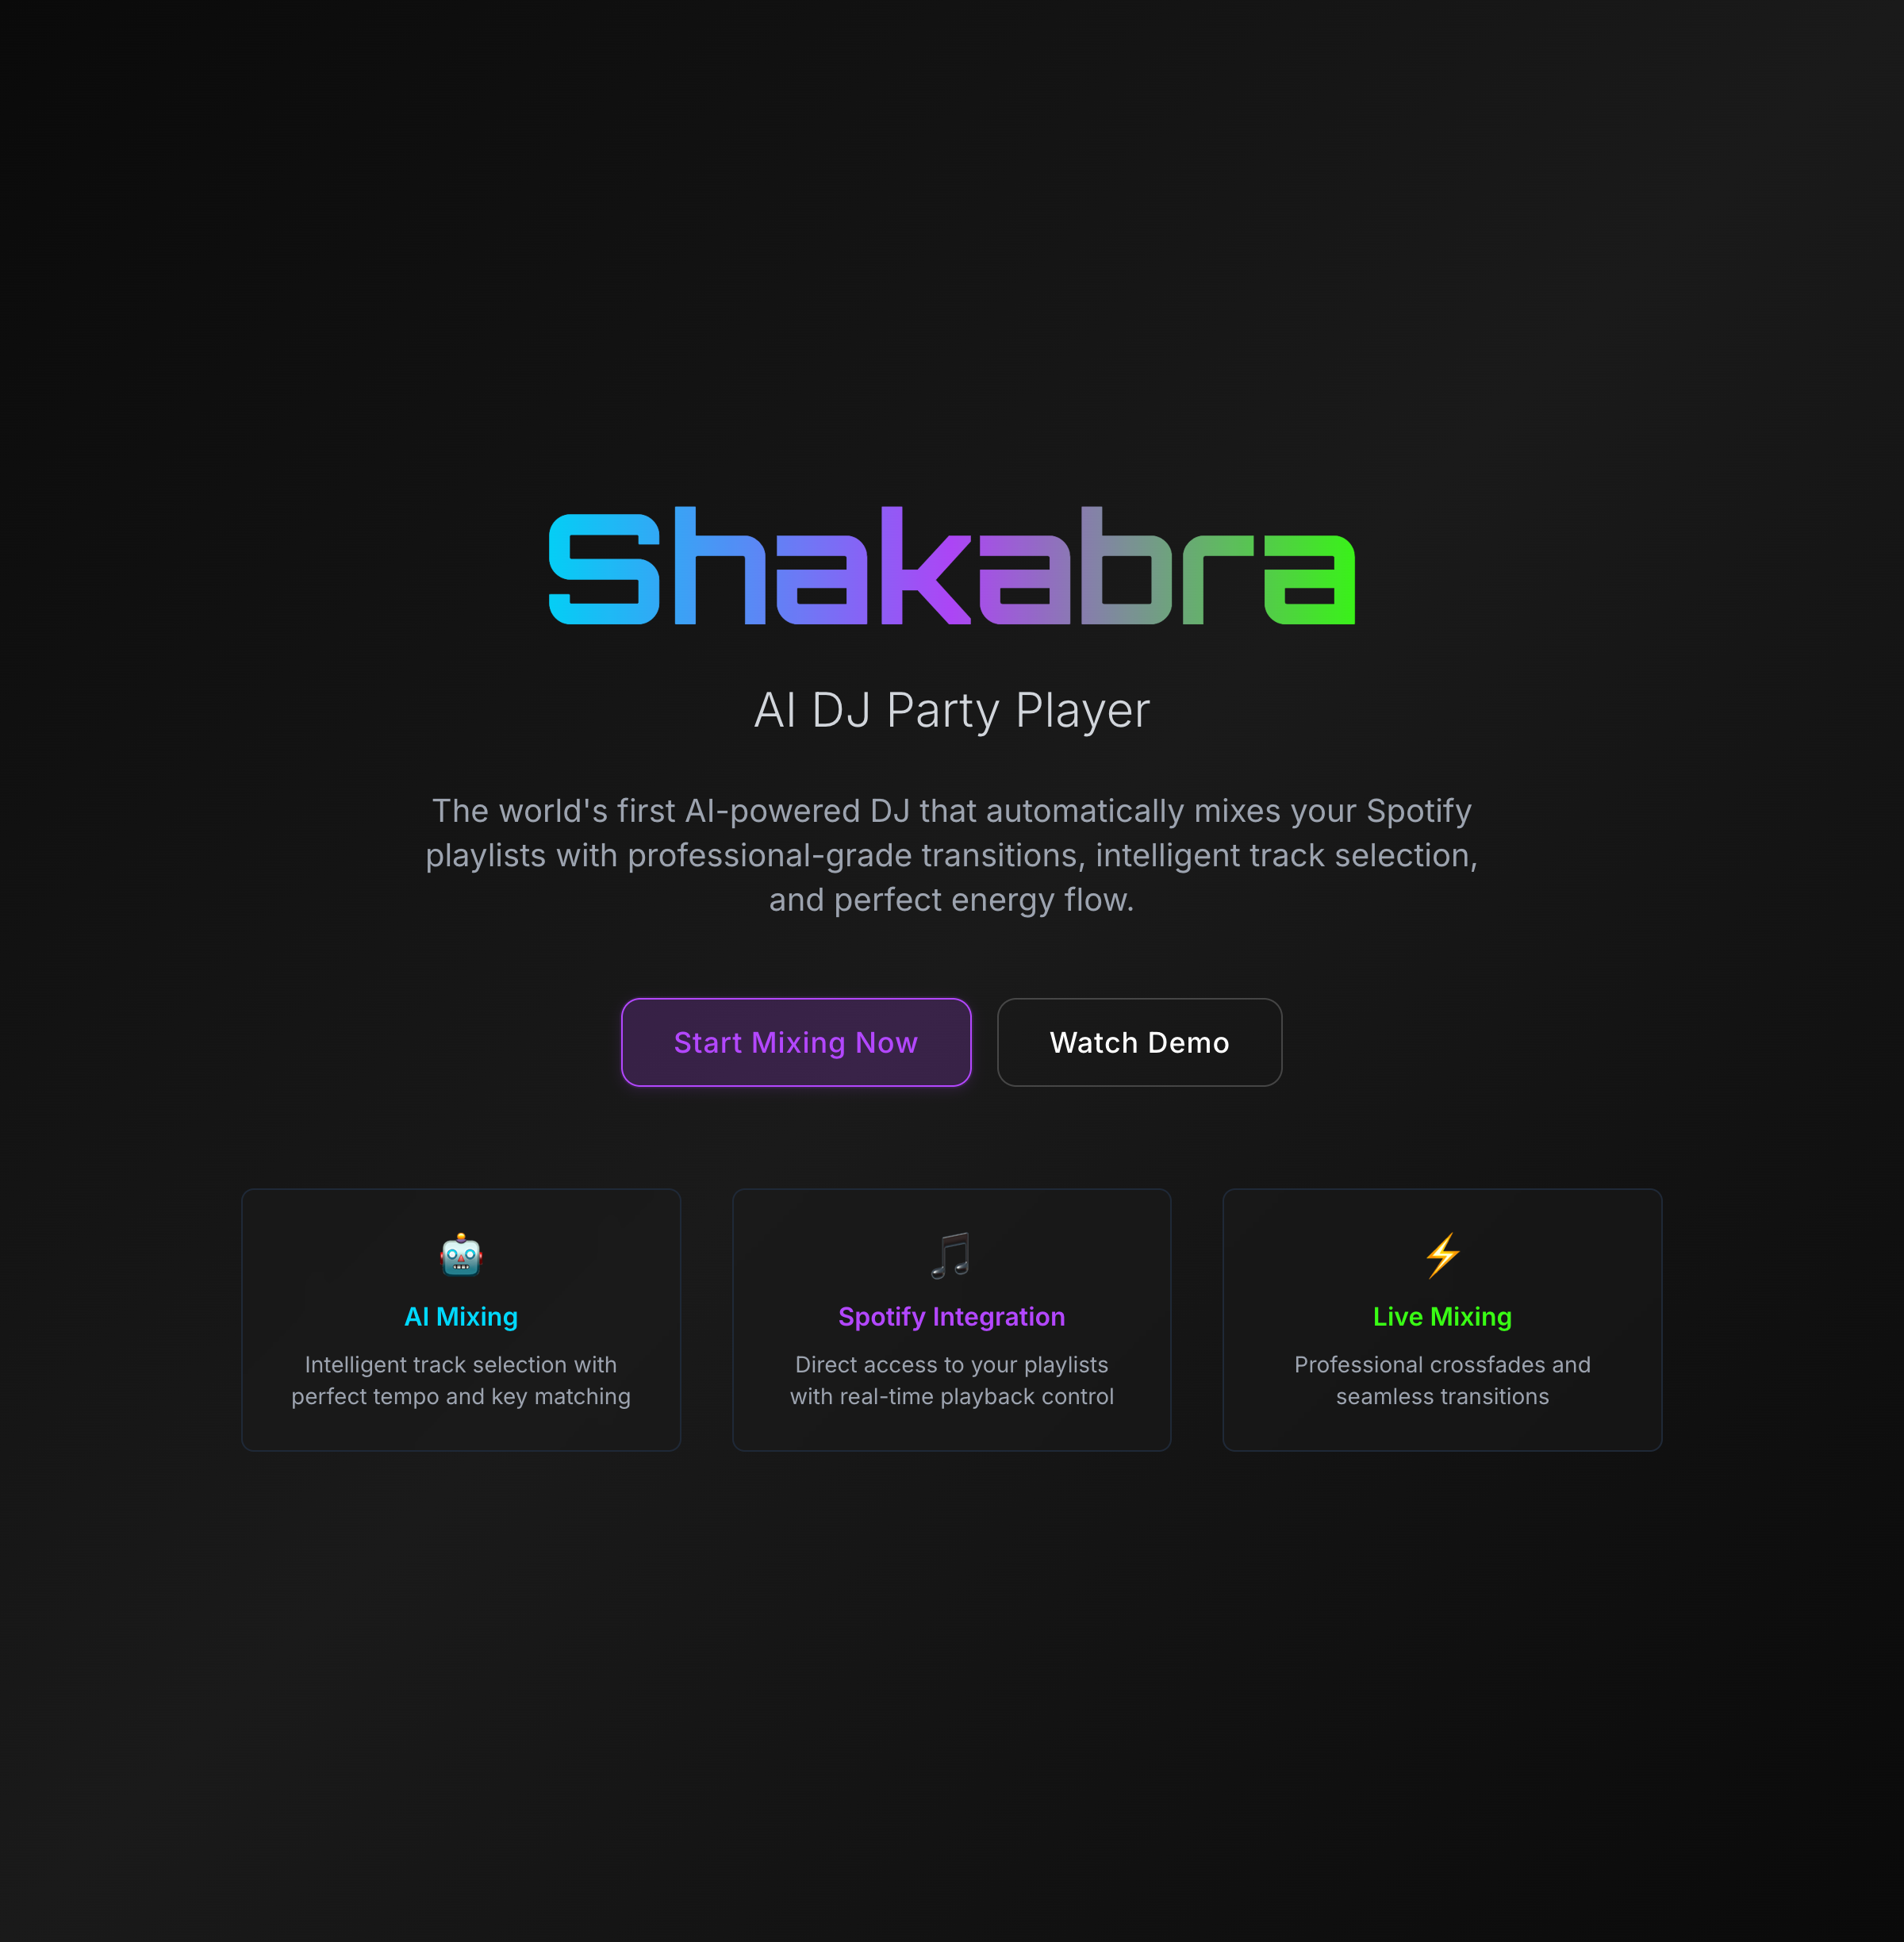 Shakabra
AI DJ Party Player
The world's first AI-powered DJ that automatically mixes your Spotify
playlists with professional-grade transitions, intelligent track selection,
and perfect energy flow.
Start Mixing Now
Watch Demo
AI Mixing
Intelligent track selection with
perfect tempo and key matching
Spotify Integration
Direct access to your playlists
with real-time playback control
Live Mixing
Professional crossfades and
seamless transitions